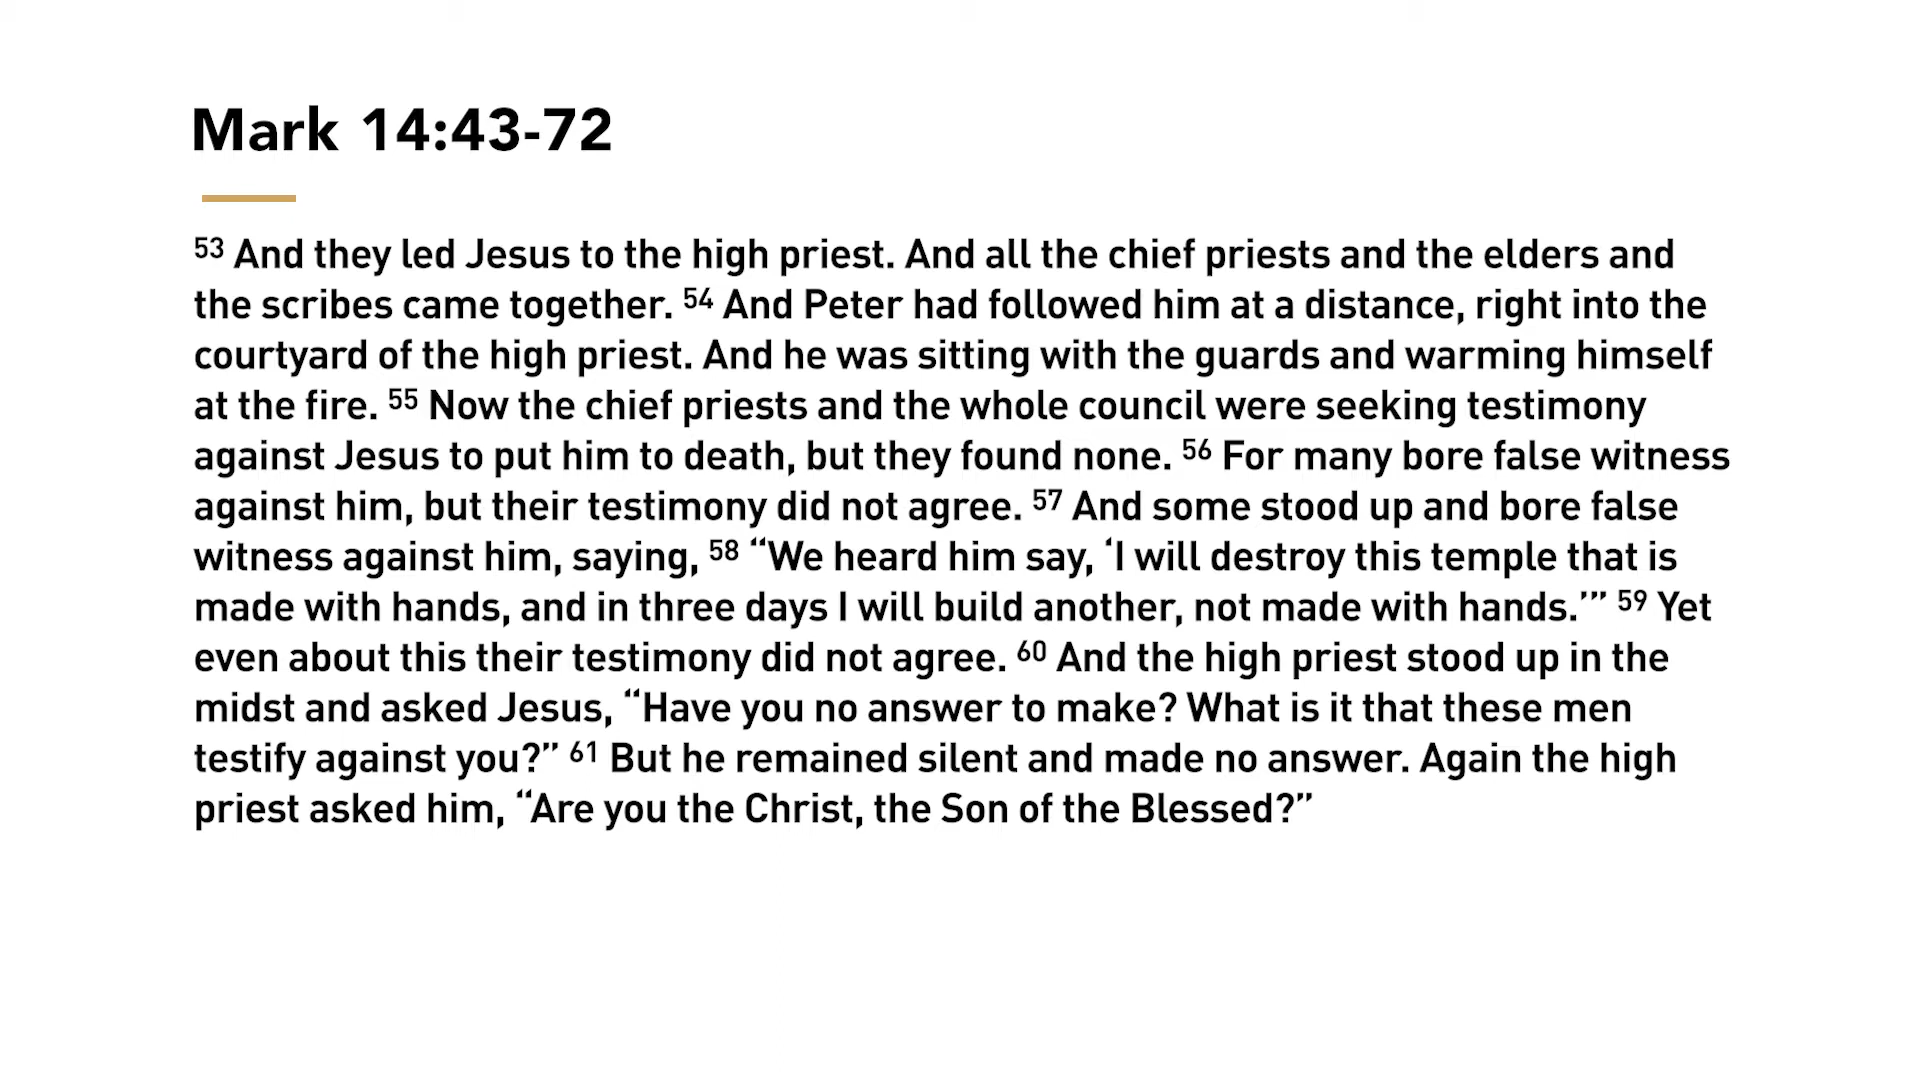 Mark 14:43-72
53 And they led Jesus to the high priest. And all the chief priests and the elders and
the scribes came together. 54 And Peter had followed him at a distance, right into the
courtyard of the high priest. And he was sitting with the guards and warming himself
at the fire. 55 Now the chief priests and the whole council were seeking testimony
against Jesus to put him to death, but they found none. 56 For many bore false witness
against him, but their testimony did not agree. 57 And some stood up and bore false
witness against him, saying, 58 “We heard him say, ‘I will destroy this temple that is
made with hands, and in three days I will build another, not made with hands.’” 59 Yet
even about this their testimony did not agree. 60 And the high priest stood up in the
midst and asked Jesus, “Have you no answer to make? What is it that these men
testify against you?” 61 But he remained silent and made no answer. Again the high
priest asked him, “Are you the Christ, the Son of the Blessed?”